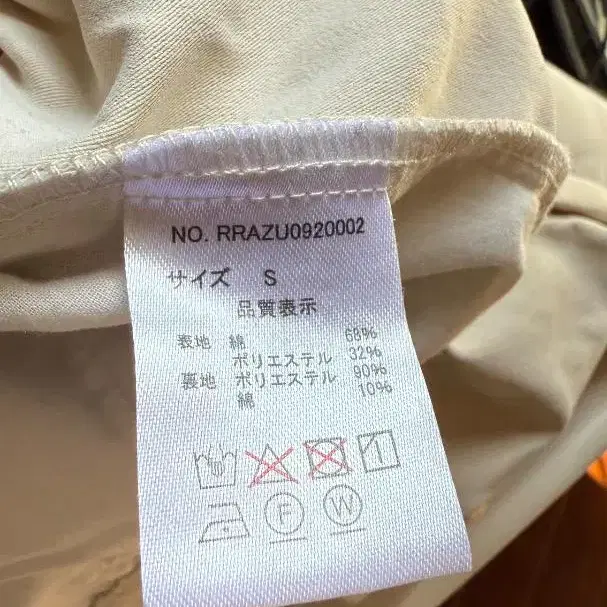 NO. RRAZU0920002
サイズ S
品質表示
表地 綿 68%
ポリエステル 32%
裏地 ポリエステル 90%
綿 10%
F W